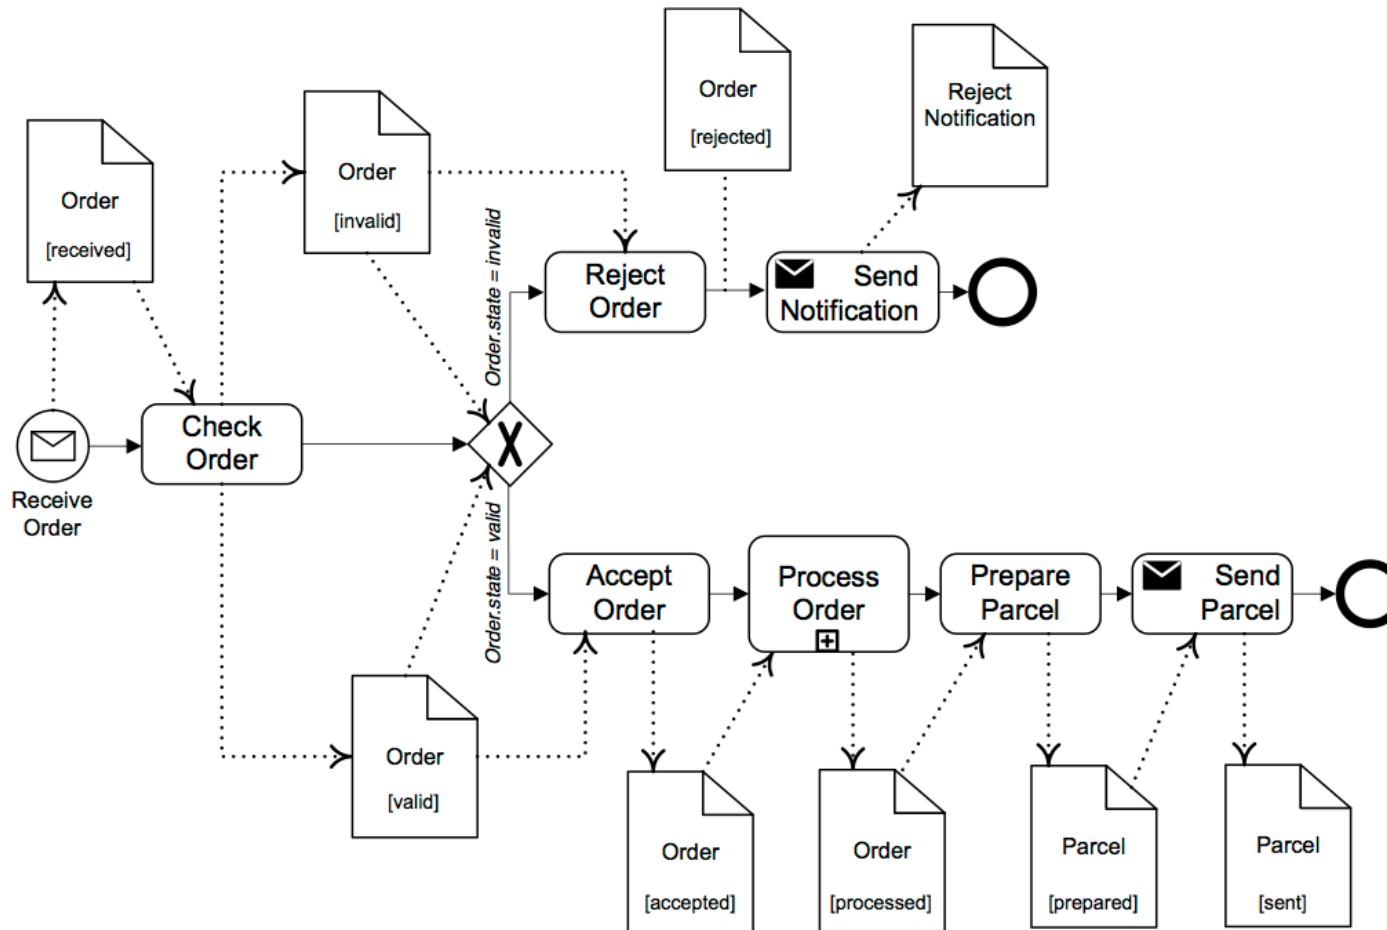 Order
[rejected]
Reject
Notification
Order
[invalid]
Order
[received]
Order.state = invalid
Reject
Order
Send
Notification
Check
Order
X
Receive
Order
Order.state = valid
Accept
Order
Process
Order
Prepare
Parcel
Send
Parcel
Order
[valid]
Order
[accepted]
Order
[processed]
Parcel
[prepared]
Parcel
[sent]